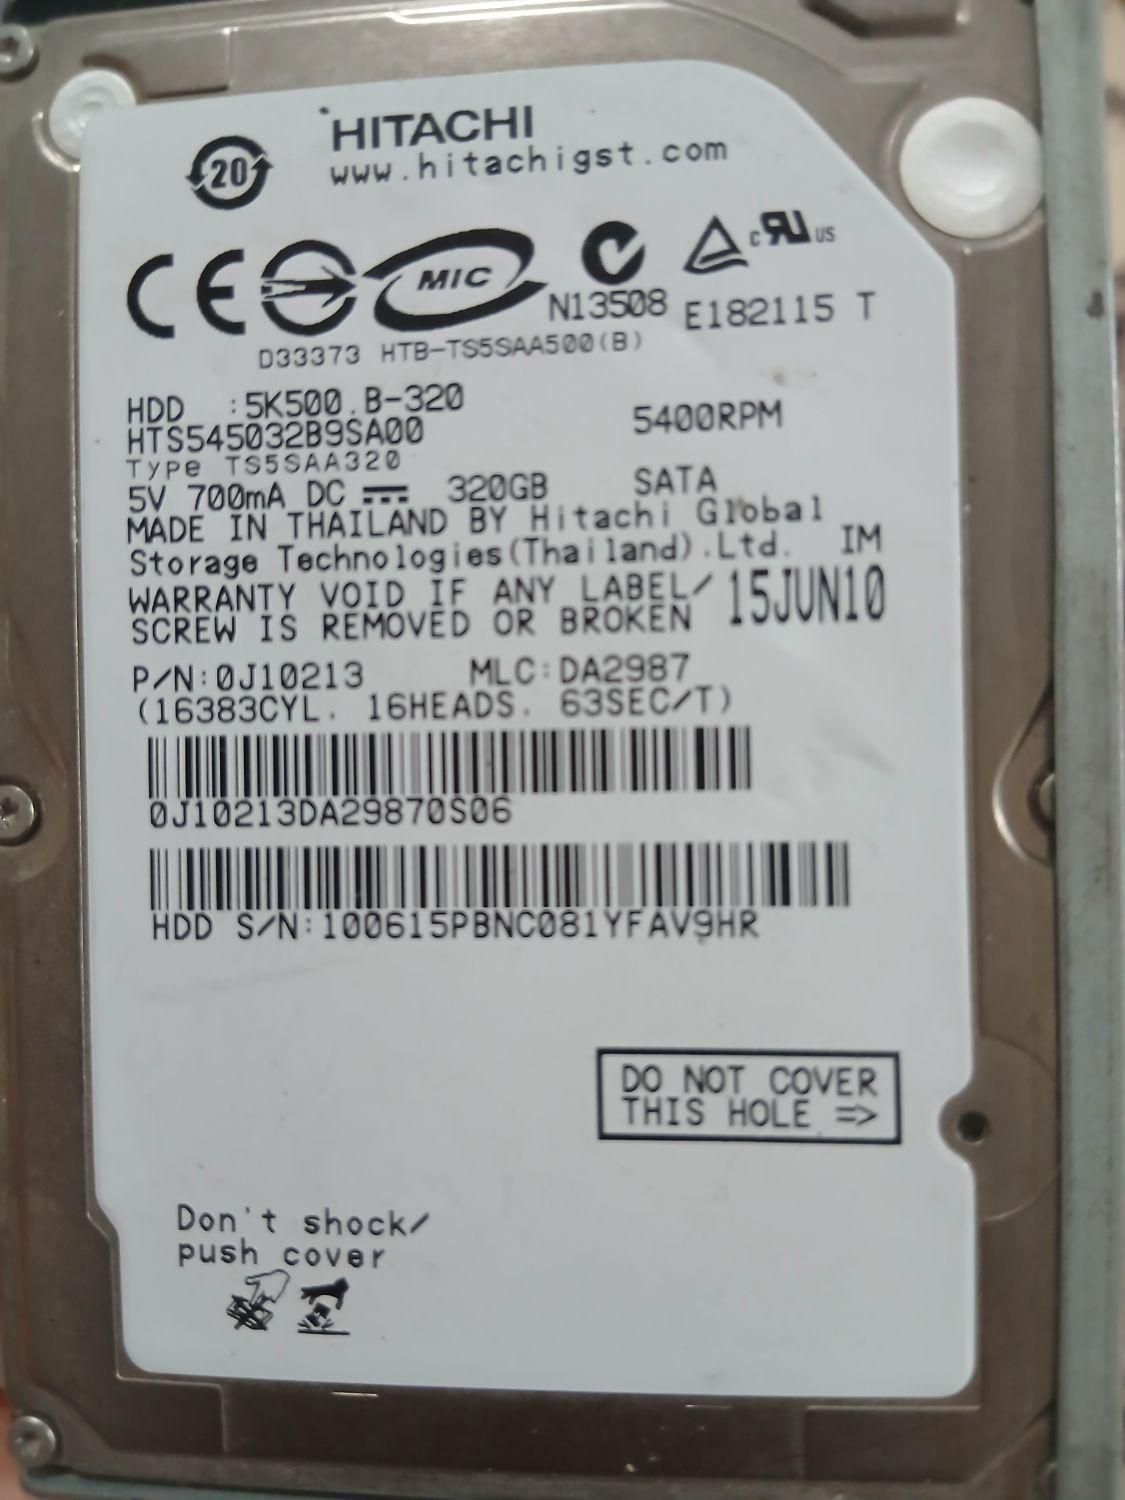 HITACHI
www.hitachigst.com
20
MIC
N13508
E182115 T
c RU US
D33373 HTB-TS5SAA500(B)
HDD :5K500.B-320
HTS545032B9SA00
5400RPM
Type TS5SAA320
5V 700mA DC 320GB SATA
MADE IN THAILAND BY Hitachi Global
Storage Technologies(Thailand).Ltd. IM
WARRANTY VOID IF ANY LABEL/
SCREW IS REMOVED OR BROKEN
15JUN10
P/N:0J10213 MLC:DA2987
(16383CYL. 16HEADS. 63SEC/T)
0J10213DA29870S06
HDD S/N:100615PBNC081YFAV9HR
DO NOT COVER
THIS HOLE =>
Don't shock/
push cover